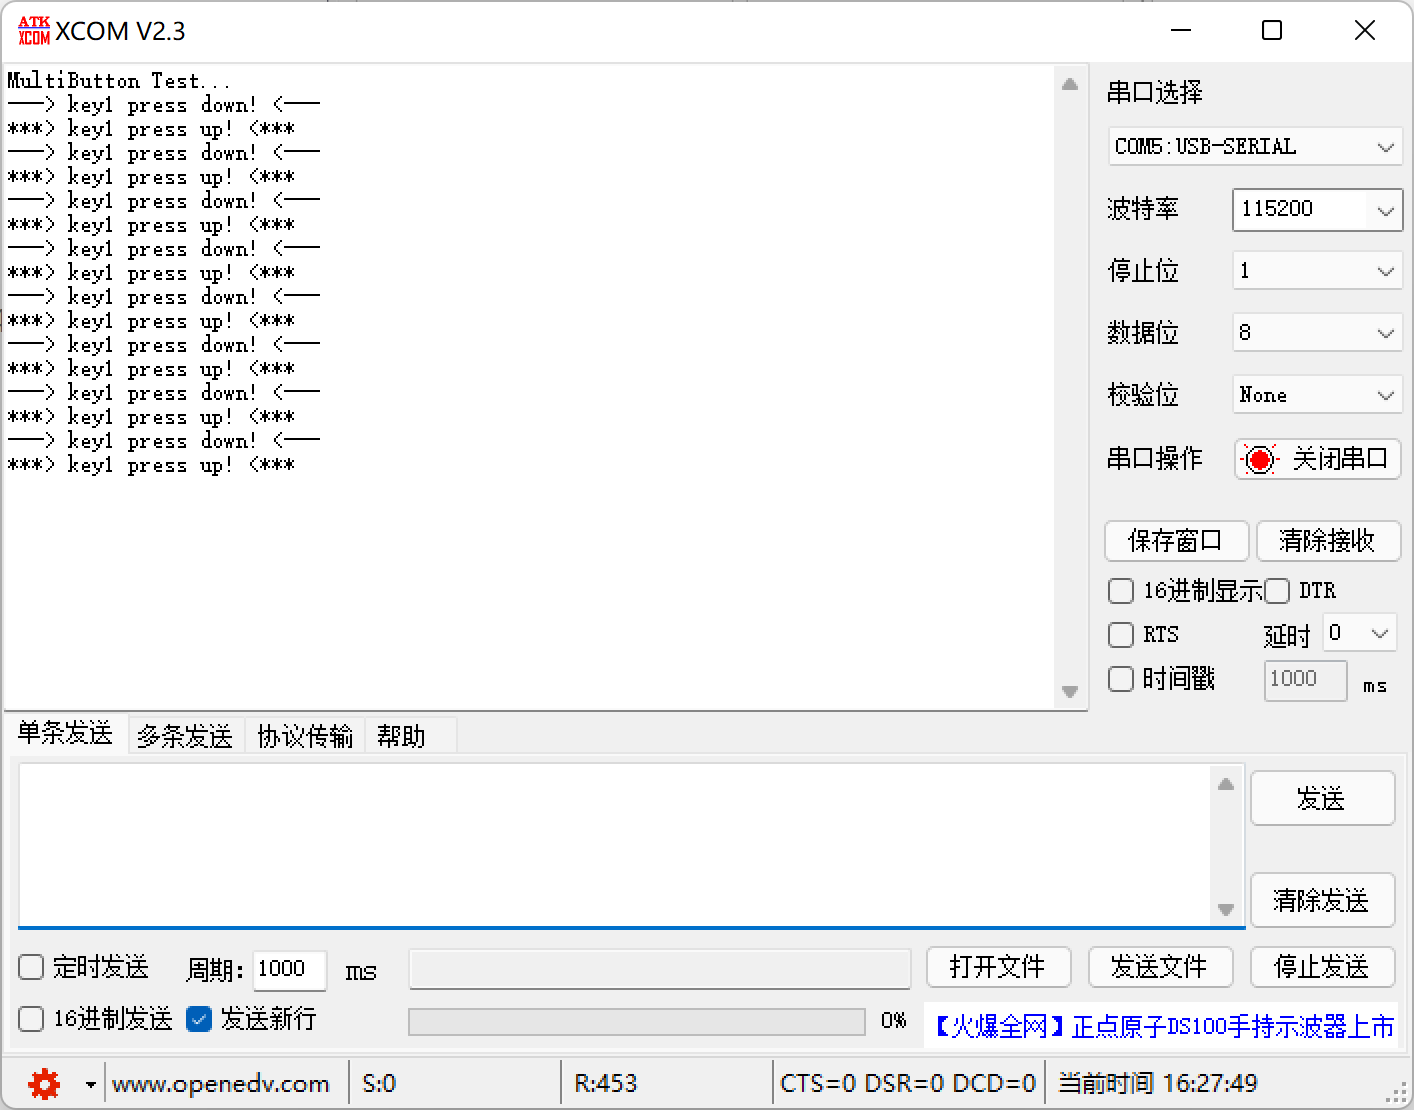 ATK
XCOM
XCOM V2.3
MultiButton Test...
---> key1 press down! <---
***> key1 press up! <***
---> key1 press down! <---
***> key1 press up! <***
---> key1 press down! <---
***> key1 press up! <***
---> key1 press down! <---
***> key1 press up! <***
---> key1 press down! <---
***> key1 press up! <***
---> key1 press down! <---
***> key1 press up! <***
---> key1 press down! <---
***> key1 press up! <***
---> key1 press down! <---
***> key1 press up! <***
串口选择
COM5:USB-SERIAL
波特率 115200
停止位 1
数据位 8
校验位 None
串口操作 关闭串口
保存窗口 清除接收
16进制显示 DTR
RTS 延时 0
时间戳 1000 ms
单条发送 多条发送 协议传输 帮助
发送
清除发送
定时发送 周期: 1000 ms 打开文件 发送文件 停止发送
16进制发送 发送新行 0% 【火爆全网】正点原子DS100手持示波器上市
www.openedv.com S:0 R:453 CTS=0 DSR=0 DCD=0 当前时间 16:27:49